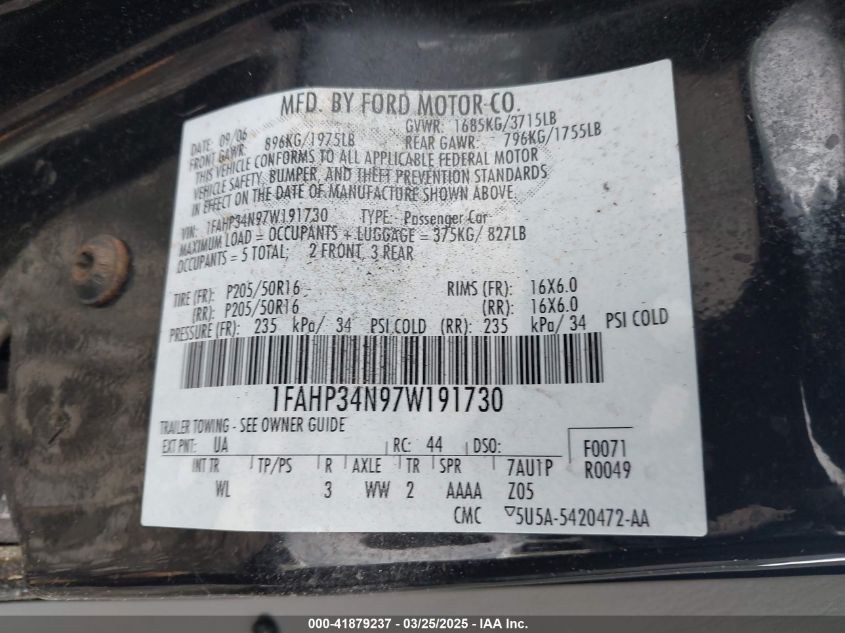 MFD. BY FORD MOTOR CO.
DATE: 09/06 GVWR: 1685KG/3715LB
FRONT GAWR: 896KG/1975LB REAR GAWR: 796KG/1755LB
THIS VEHICLE CONFORMS TO ALL APPLICABLE FEDERAL MOTOR
VEHICLE SAFETY, BUMPER, AND THEFT PREVENTION STANDARDS
IN EFFECT ON THE DATE OF MANUFACTURE SHOWN ABOVE.
VIN: 1FAHP34N97W191730 TYPE: Passenger Car
MAXIMUM LOAD = OCCUPANTS + LUGGAGE = 375KG/ 827LB
OCCUPANTS = 5 TOTAL; 2 FRONT, 3 REAR
TIRE (FR): P205/50R16 RIMS (FR): 16X6.0
(RR): P205/50R16 (RR): 16X6.0
PRESSURE (FR): 235 kPa/ 34 PSI COLD (RR): 235 kPa/ 34 PSI COLD
1FAHP34N97W191730
TRAILER TOWING - SEE OWNER GUIDE
EXT PNT: UA RC: 44 DSO: F0071
INT TR TP/PS R AXLE TR SPR 7AU1P R0049
WL 3 WW 2 AAAA Z05
CMC 5U5A-5420472-AA
000-41879237 - 03/25/2025 - IAA Inc.